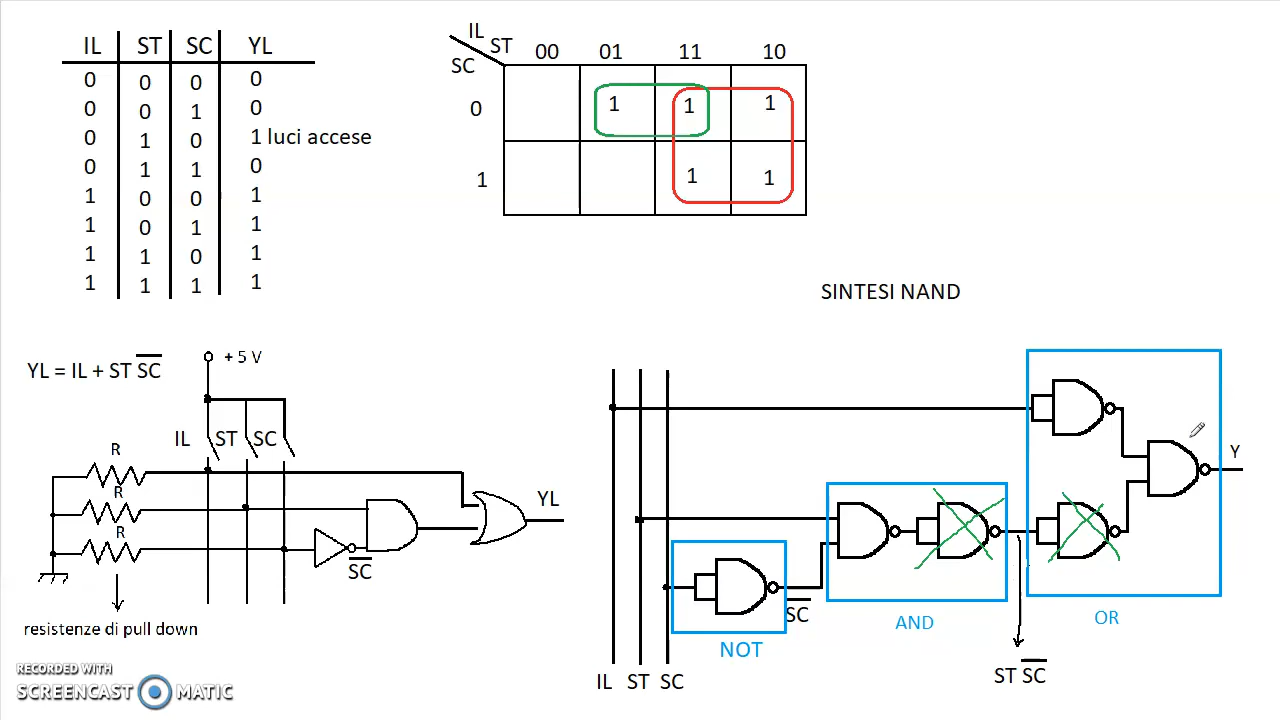 IL ST SC YL
0 0 0 0
0 0 1 0
0 1 0 1 luci accese
0 1 1 0
1 0 0 1
1 0 1 1
1 1 0 1
1 1 1 1
IL
ST
SC
00 01 11 10
0 1 1 1
1 1 1
SINTESI NAND
YL = IL + ST S̅C̅
+ 5 V
IL ST SC
R
R
R
YL
S̅C̅
resistenze di pull down
Y
S̅C̅
NOT
AND
OR
IL ST SC
ST S̅C̅
RECORDED WITH
SCREENCAST MATIC